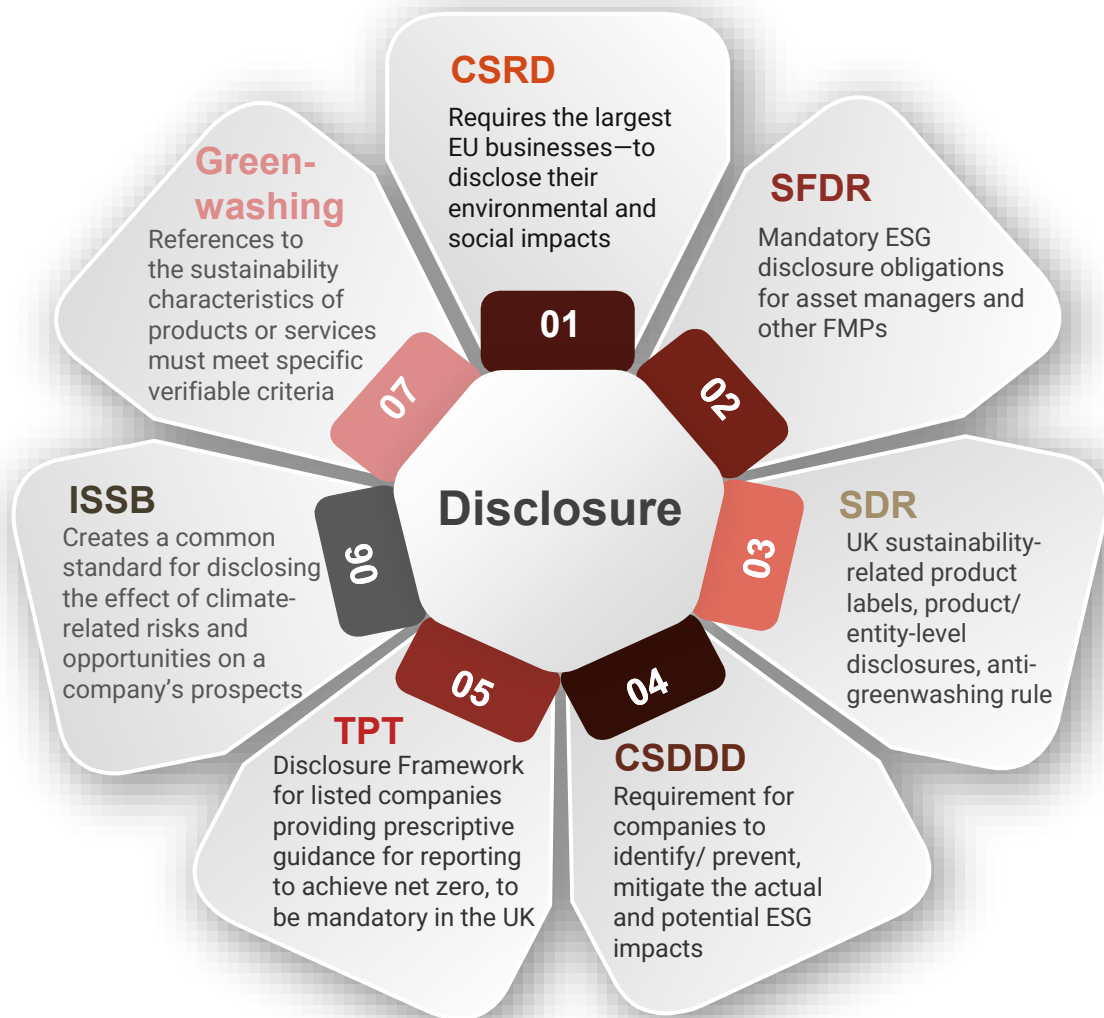 CSRD
Requires the largest
EU businesses—to
disclose their
environmental and
social impacts
01
SFDR
Mandatory ESG
disclosure obligations
for asset managers and
other FMPs
02
SDR
UK sustainability-
related product
labels, product/
entity-level
disclosures, anti-
greenwashing rule
03
CSDDD
Requirement for
companies to
identify/ prevent,
mitigate the actual
and potential ESG
impacts
04
TPT
Disclosure Framework
for listed companies
providing prescriptive
guidance for reporting
to achieve net zero, to
be mandatory in the UK
05
ISSB
Creates a common
standard for disclosing
the effect of climate-
related risks and
opportunities on a
company’s prospects
06
Green-
washing
References to
the sustainability
characteristics of
products or services
must meet specific
verifiable criteria
07
Disclosure